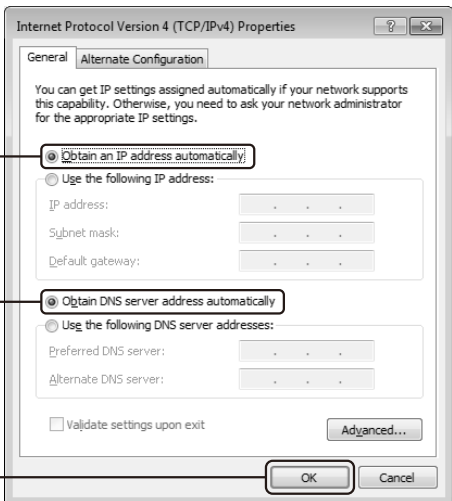 Internet Protocol Version 4 (TCP/IPv4) Properties
General
Alternate Configuration
You can get IP settings assigned automatically if your network supports
this capability. Otherwise, you need to ask your network administrator
for the appropriate IP settings.
Obtain an IP address automatically
Use the following IP address:
IP address:
Subnet mask:
Default gateway:
Obtain DNS server address automatically
Use the following DNS server addresses:
Preferred DNS server:
Alternate DNS server:
Validate settings upon exit
Advanced...
OK
Cancel